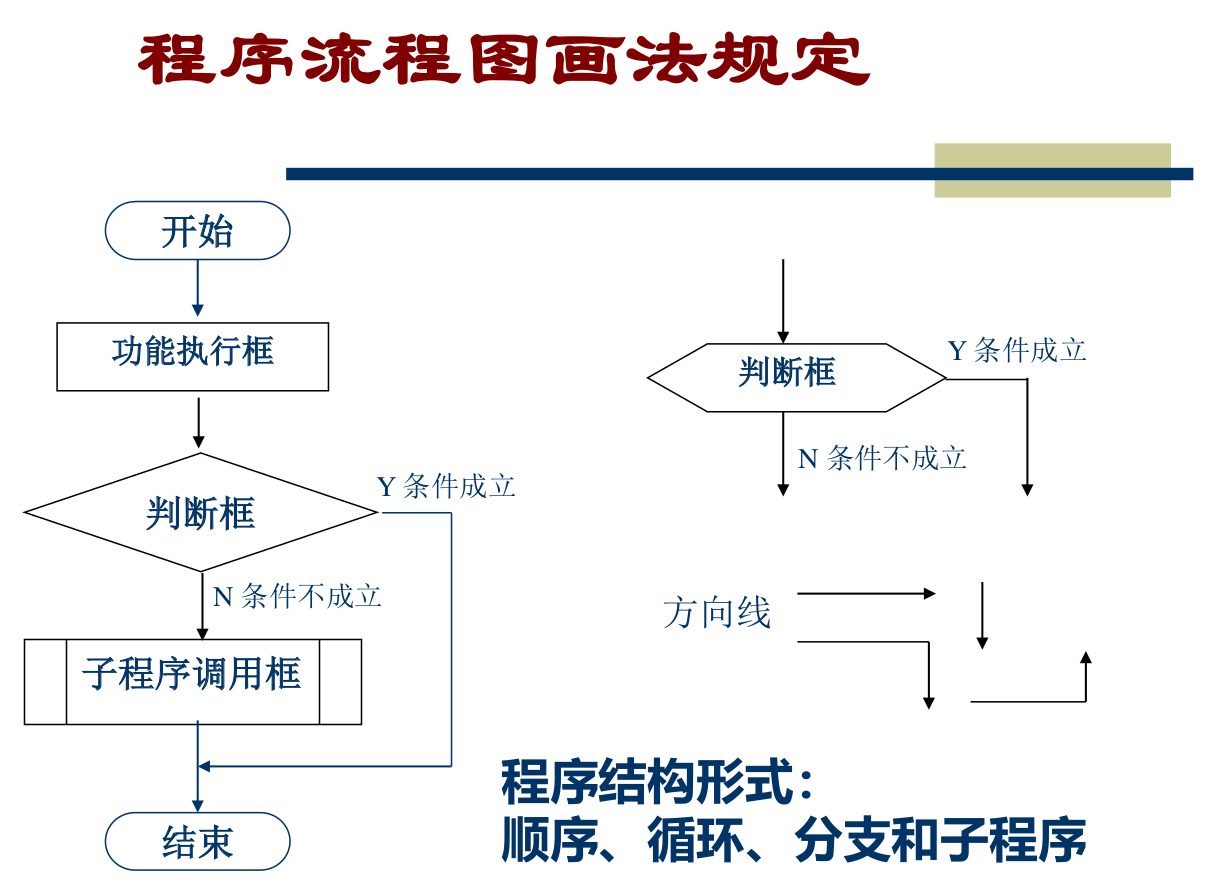 程序流程图画法规定
开始
功能执行框
判断框
Y 条件成立
N 条件不成立
子程序调用框
结束
判断框
Y 条件成立
N 条件不成立
方向线
程序结构形式：
顺序、循环、分支和子程序